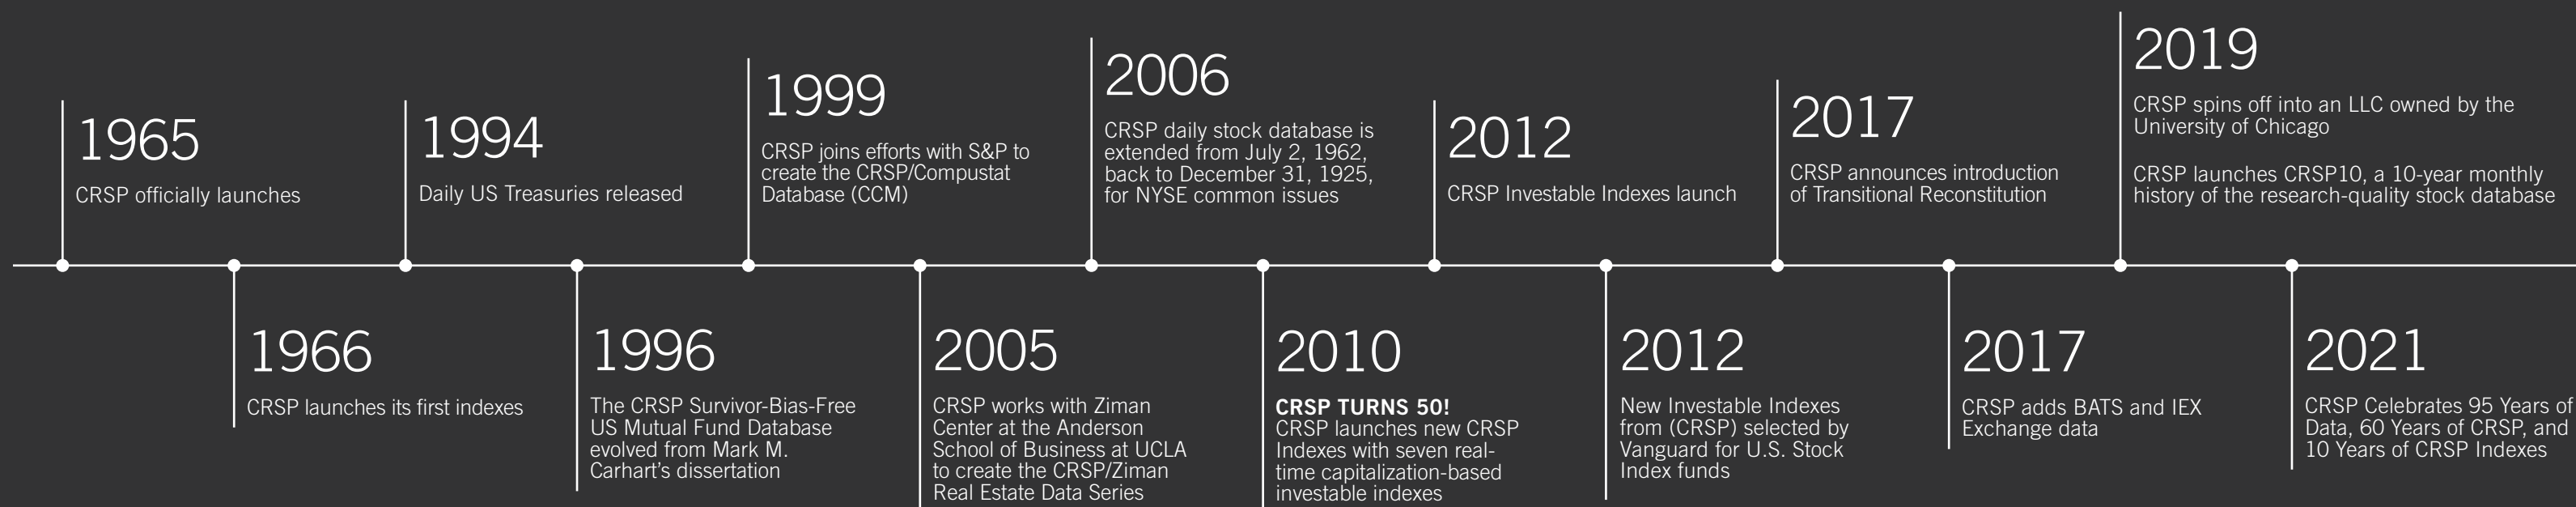 1965
CRSP officially launches
1966
CRSP launches its first indexes
1994
Daily US Treasuries released
1996
The CRSP Survivor-Bias-Free
US Mutual Fund Database
evolved from Mark M.
Carhart's dissertation
1999
CRSP joins efforts with S&P to
create the CRSP/Compustat
Database (CCM)
2005
CRSP works with Ziman
Center at the Anderson
School of Business at UCLA
to create the CRSP/Ziman
Real Estate Data Series
2006
CRSP daily stock database is
extended from July 2, 1962,
back to December 31, 1925,
for NYSE common issues
2010
CRSP TURNS 50!
CRSP launches new CRSP
Indexes with seven real-
time capitalization-based
investable indexes
2012
CRSP Investable Indexes launch
2012
New Investable Indexes
from (CRSP) selected by
Vanguard for U.S. Stock
Index funds
2017
CRSP announces introduction
of Transitional Reconstitution
2017
CRSP adds BATS and IEX
Exchange data
2019
CRSP spins off into an LLC owned by the
University of Chicago
CRSP launches CRSP10, a 10-year monthly
history of the research-quality stock database
2021
CRSP Celebrates 95 Years of
Data, 60 Years of CRSP, and
10 Years of CRSP Indexes